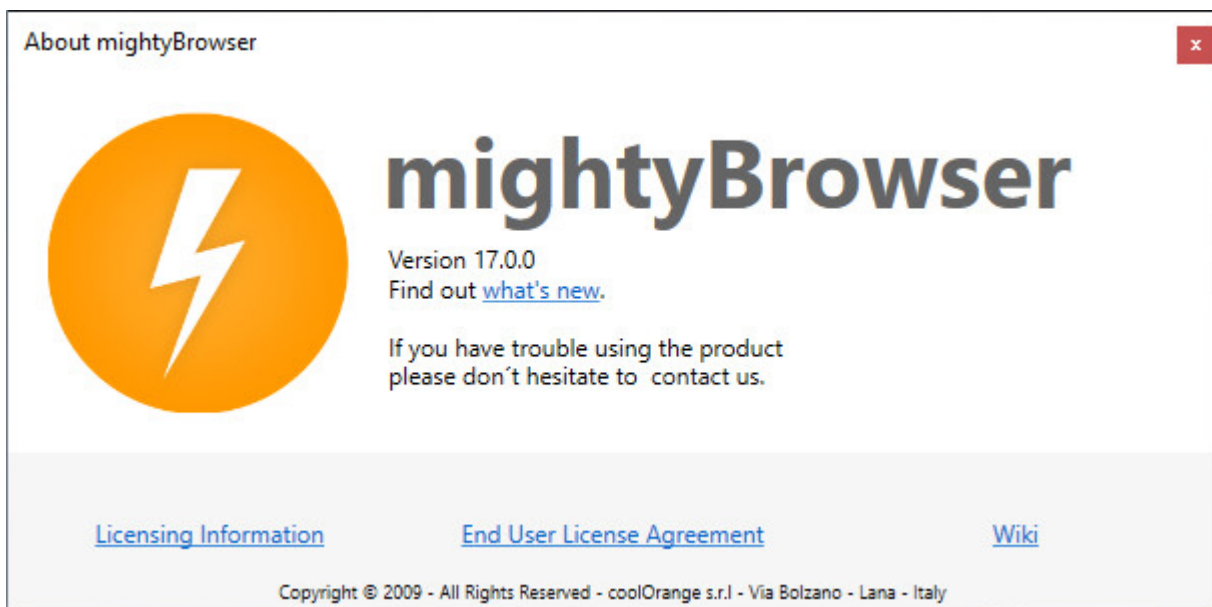 About mightyBrowser
x
mightyBrowser
Version 17.0.0
Find out what's new.
If you have trouble using the product
please don´t hesitate to  contact us.
Licensing Information
End User License Agreement
Wiki
Copyright © 2009 - All Rights Reserved - coolOrange s.r.l - Via Bolzano - Lana - Italy